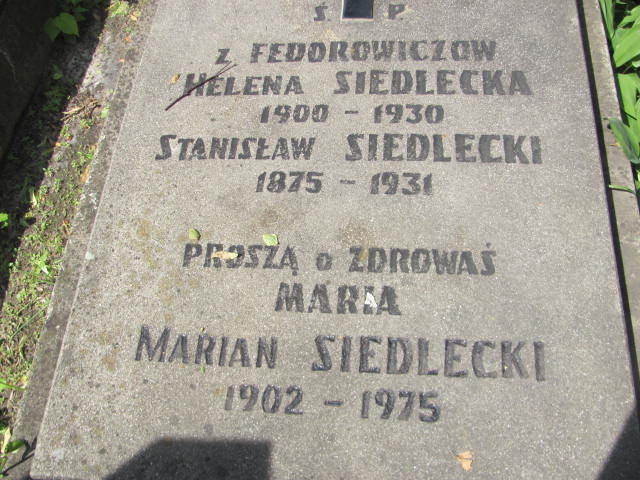 Ś P
z FEDOROWICZÓW
HELENA SIEDLECKA
1900 - 1930
STANISŁAW SIEDLECKI
1875 - 1931
PROSZĄ o ZDROWAŚ
MARIA
MARIAN SIEDLECKI
1902 - 1975